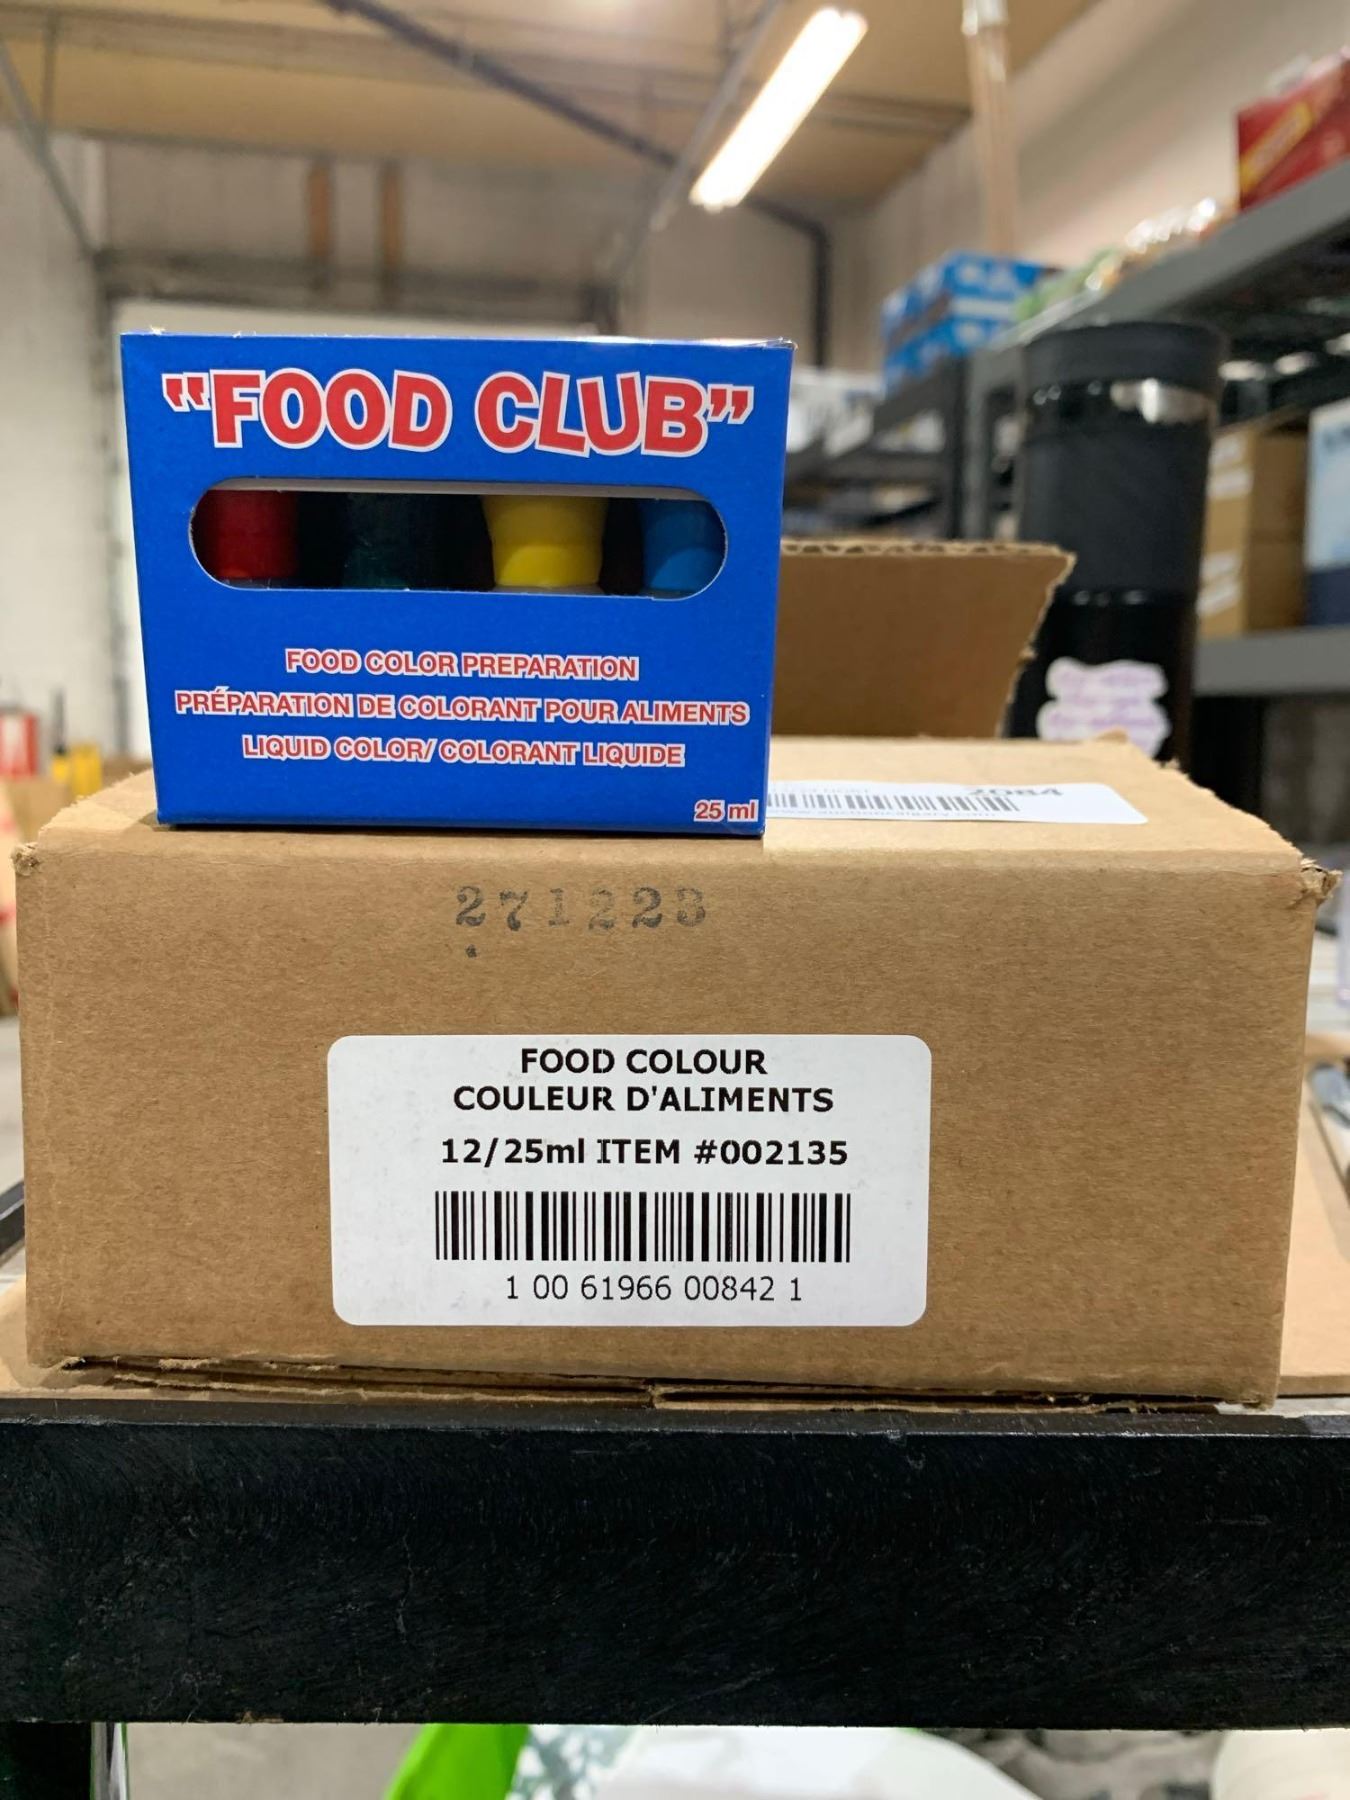 "FOOD CLUB"
FOOD COLOR PREPARATION
PRÉPARATION DE COLORANT POUR ALIMENTS
LIQUID COLOR/ COLORANT LIQUIDE
25 ml
2084
271223
FOOD COLOUR
COULEUR D'ALIMENTS
12/25ml ITEM #002135
1 00 61966 00842 1